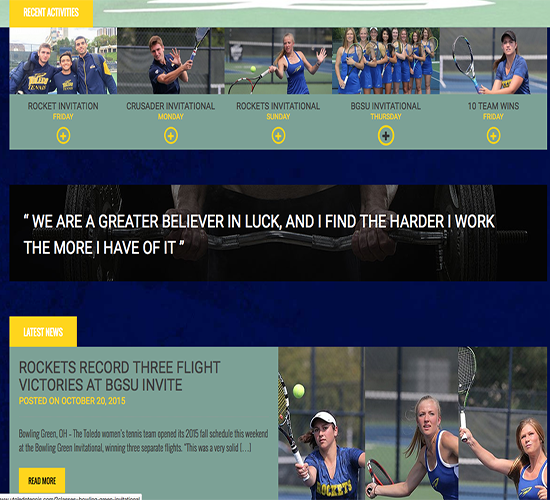 RECENT ACTIVITIES
TOLEDO
TENNIS
ROCKET INVITATION
FRIDAY
CRUSADER INVITATIONAL
MONDAY
ROCKETS INVITATIONAL
SUNDAY
BGSU INVITATIONAL
THURSDAY
10 TEAM WINS
FRIDAY
“ WE ARE A GREATER BELIEVER IN LUCK, AND I FIND THE HARDER I WORK
THE MORE I HAVE OF IT ”
LATEST NEWS
ROCKETS RECORD THREE FLIGHT
VICTORIES AT BGSU INVITE
POSTED ON OCTOBER 20, 2015
Bowling Green, OH – The Toledo women's tennis team opened its 2015 fall schedule this weekend
at the Bowling Green Invitational, winning three separate flights. "This was a very solid [...]
READ MORE
ROCKETS